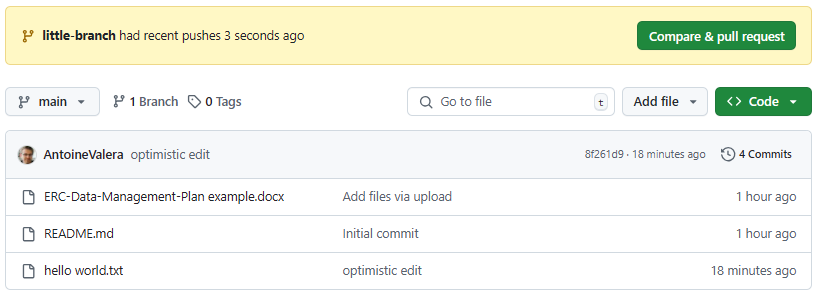 little-branch had recent pushes 3 seconds ago Compare & pull request
main 1 Branch 0 Tags Go to file t Add file <> Code
AntoineValera optimistic edit 8f261d9 · 18 minutes ago 4 Commits
ERC-Data-Management-Plan example.docx Add files via upload 1 hour ago
README.md Initial commit 1 hour ago
hello world.txt optimistic edit 18 minutes ago